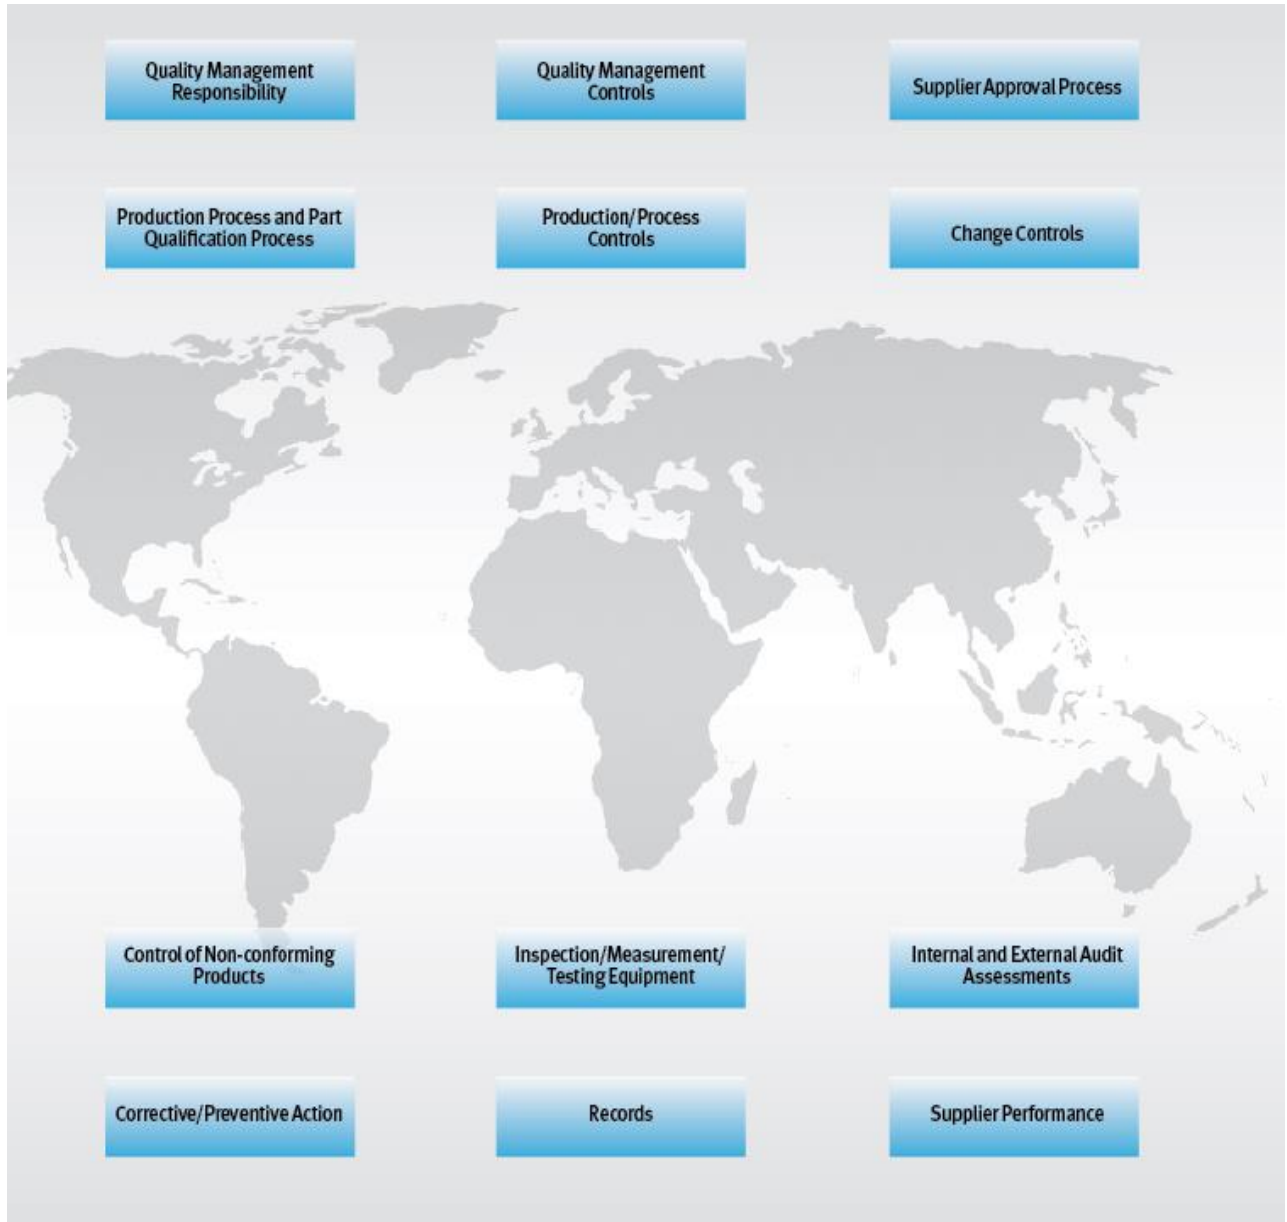 Quality Management
Responsibility
Quality Management
Controls
Supplier Approval Process
Production Process and Part
Qualification Process
Production/Process
Controls
Change Controls
Control of Non-conforming
Products
Inspection/Measurement/
Testing Equipment
Internal and External Audit
Assessments
Corrective/Preventive Action
Records
Supplier Performance